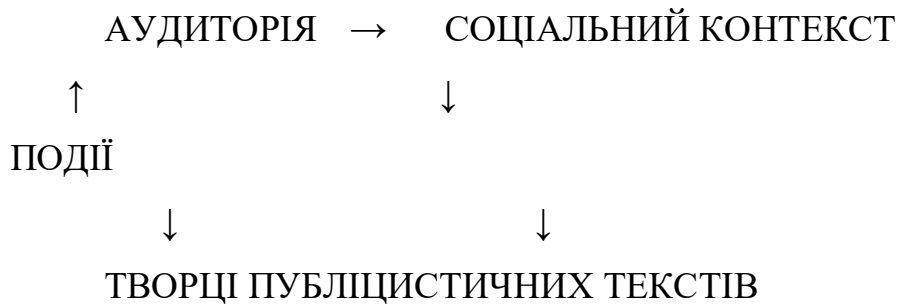 АУДИТОРІЯ → СОЦІАЛЬНИЙ КОНТЕКСТ
↑ ↓
ПОДІЇ
↓ ↓
ТВОРЦІ ПУБЛІЦИСТИЧНИХ ТЕКСТІВ